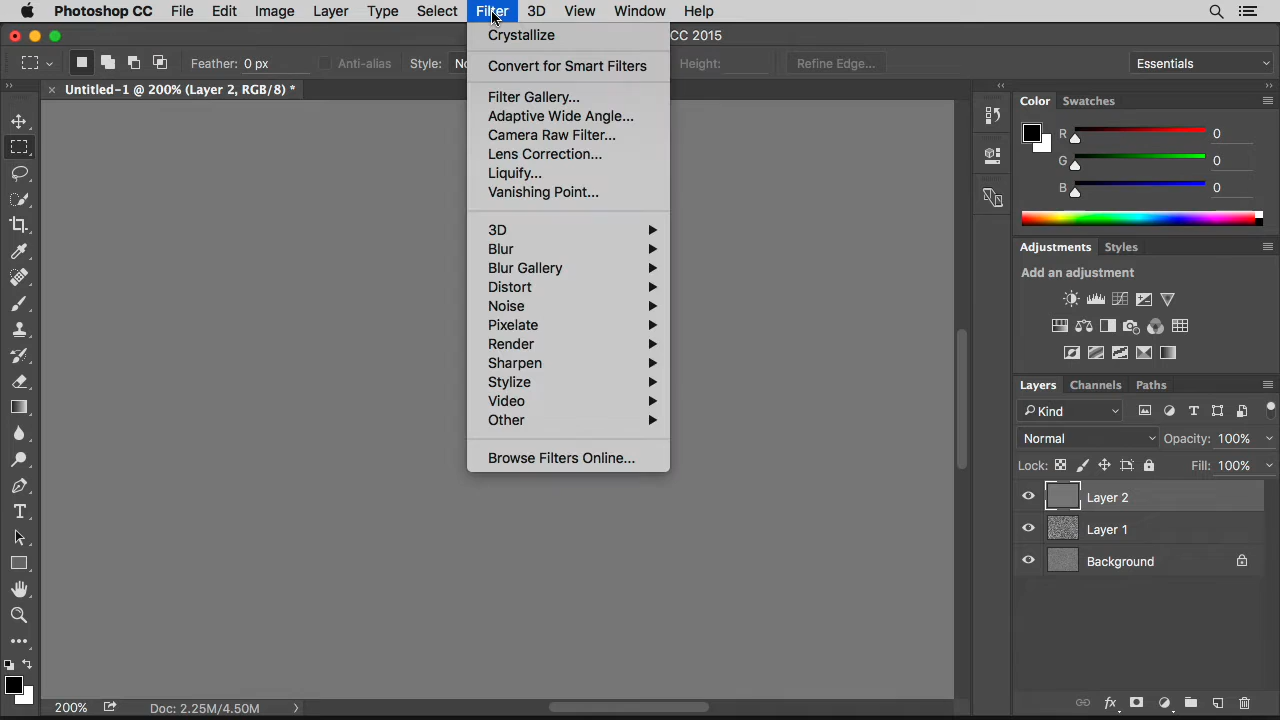 Photoshop CC File Edit Image Layer Type Select Filter 3D View Window Help
CC 2015
Feather: 0 px Anti-alias Style: No Height: Refine Edge... Essentials
× Untitled-1 @ 200% (Layer 2, RGB/8) *
Crystallize
Convert for Smart Filters
Filter Gallery...
Adaptive Wide Angle...
Camera Raw Filter...
Lens Correction...
Liquify...
Vanishing Point...
3D
Blur
Blur Gallery
Distort
Noise
Pixelate
Render
Sharpen
Stylize
Video
Other
Browse Filters Online...
Color Swatches
R 0
G 0
B 0
Adjustments Styles
Add an adjustment
Layers Channels Paths
Kind
Normal Opacity: 100%
Lock: Fill: 100%
Layer 2
Layer 1
Background
fx
200% Doc: 2.25M/4.50M